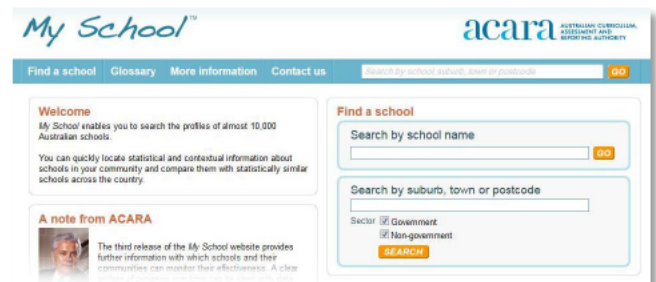 My School™
acara AUSTRALIAN CURRICULUM,
ASSESSMENT AND
REPORTING AUTHORITY
Find a school Glossary More information Contact us Search by school suburb, town or postcode GO
Welcome
My School enables you to search the profiles of almost 10,000
Australian schools.
You can quickly locate statistical and contextual information about
schools in your community and compare them with statistically similar
schools across the country.
A note from ACARA
The third release of the My School website provides
further information with which schools and their
communities can monitor their effectiveness. A clear
Find a school
Search by school name
GO
Search by suburb, town or postcode
Sector Government
Non-government
SEARCH